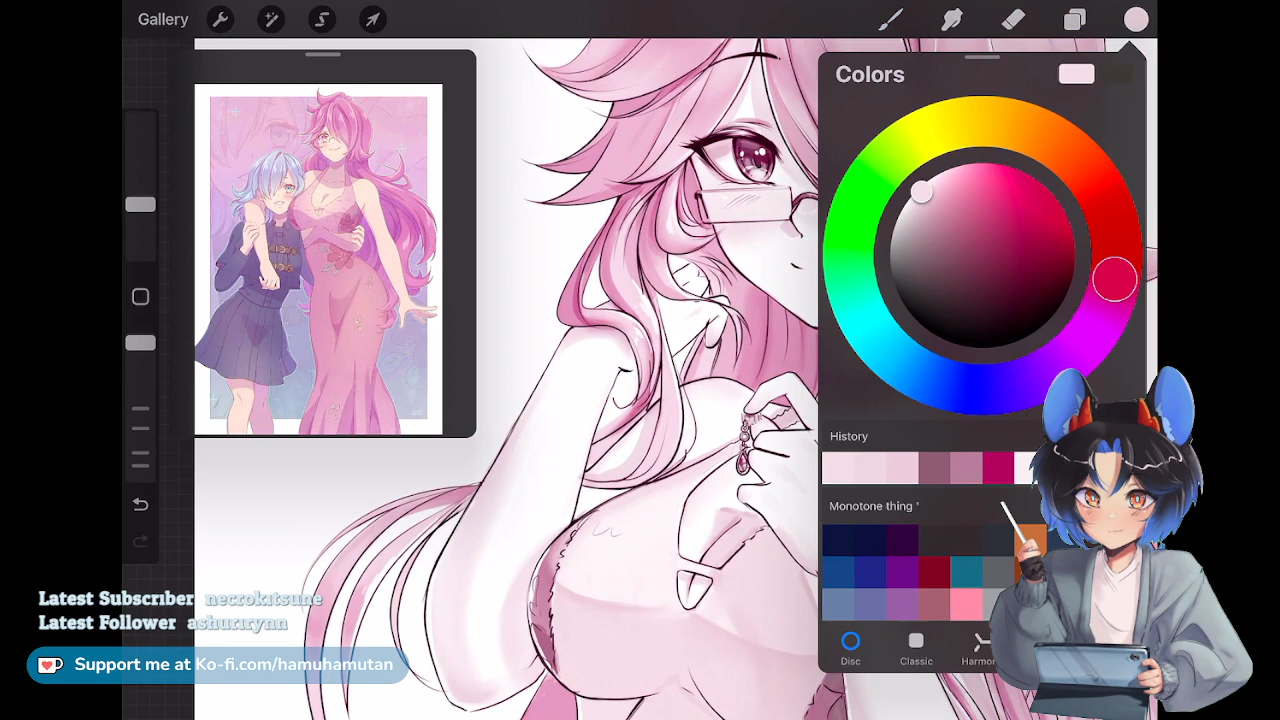 Gallery
Colors
History
Monotone thing '
Disc
Classic
Latest Subscriber necrokitsune
Latest Follower ashurirynn
Support me at Ko-fi.com/hamuhamutan